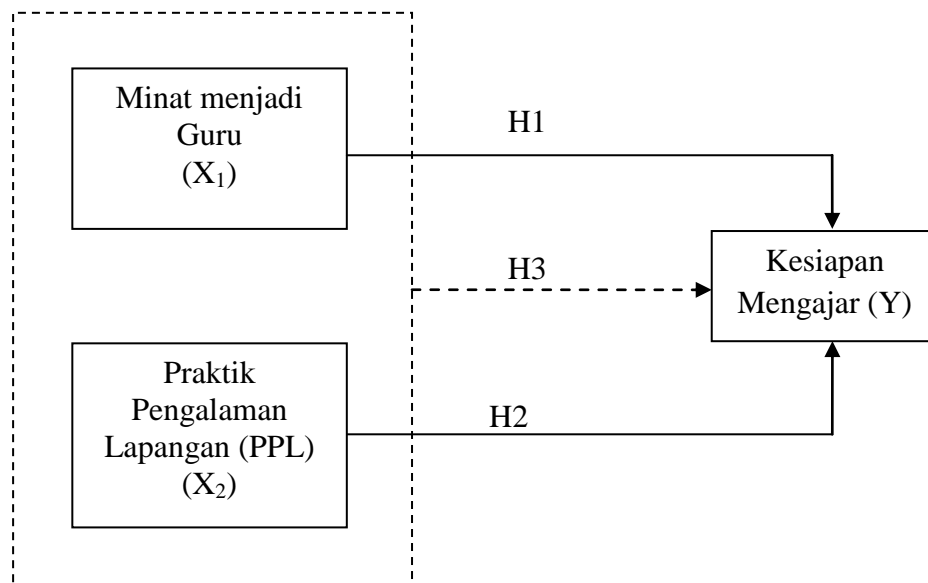 Minat menjadi
Guru
(X₁)
H1
H3
Kesiapan
Mengajar (Y)
Praktik
Pengalaman
Lapangan (PPL)
(X₂)
H2